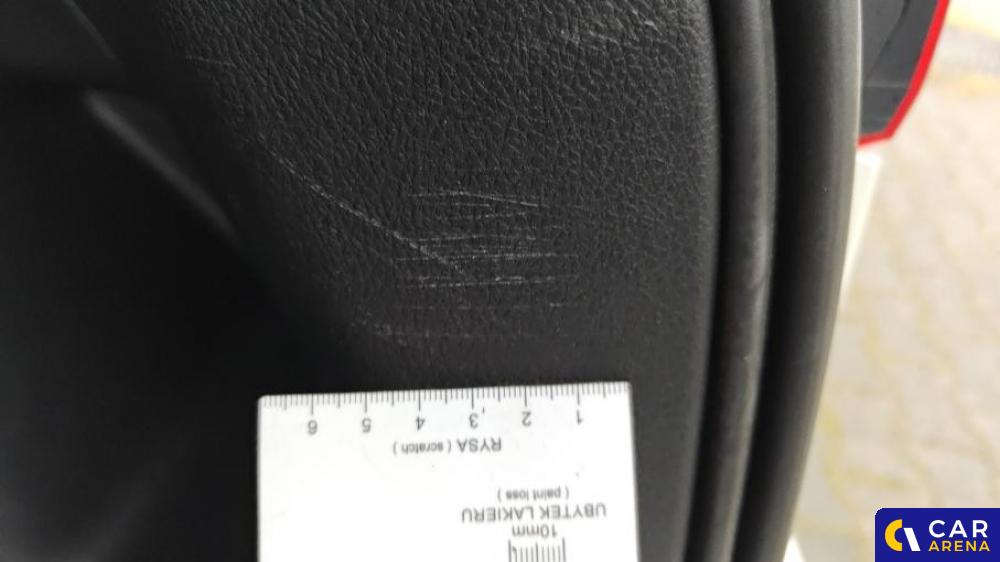 6 5 4 3 2 1
RYSA ( scratch )
( paint loss )
UBYTEK LAKIERU
10mm
CAR
ARENA